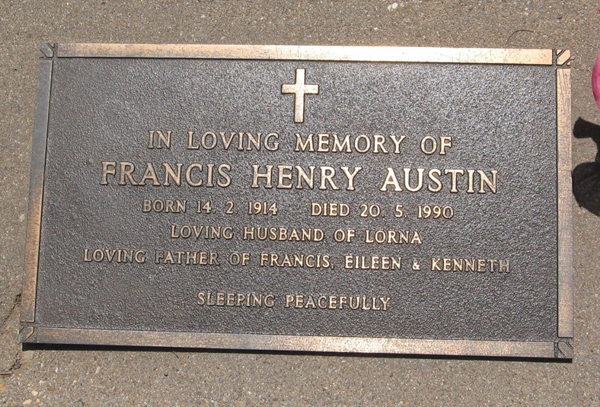 IN LOVING MEMORY OF
FRANCIS HENRY AUSTIN
BORN 14. 2. 1914 DIED 20. 5. 1990
LOVING HUSBAND OF LORNA
LOVING FATHER OF FRANCIS, EILEEN & KENNETH
SLEEPING PEACEFULLY